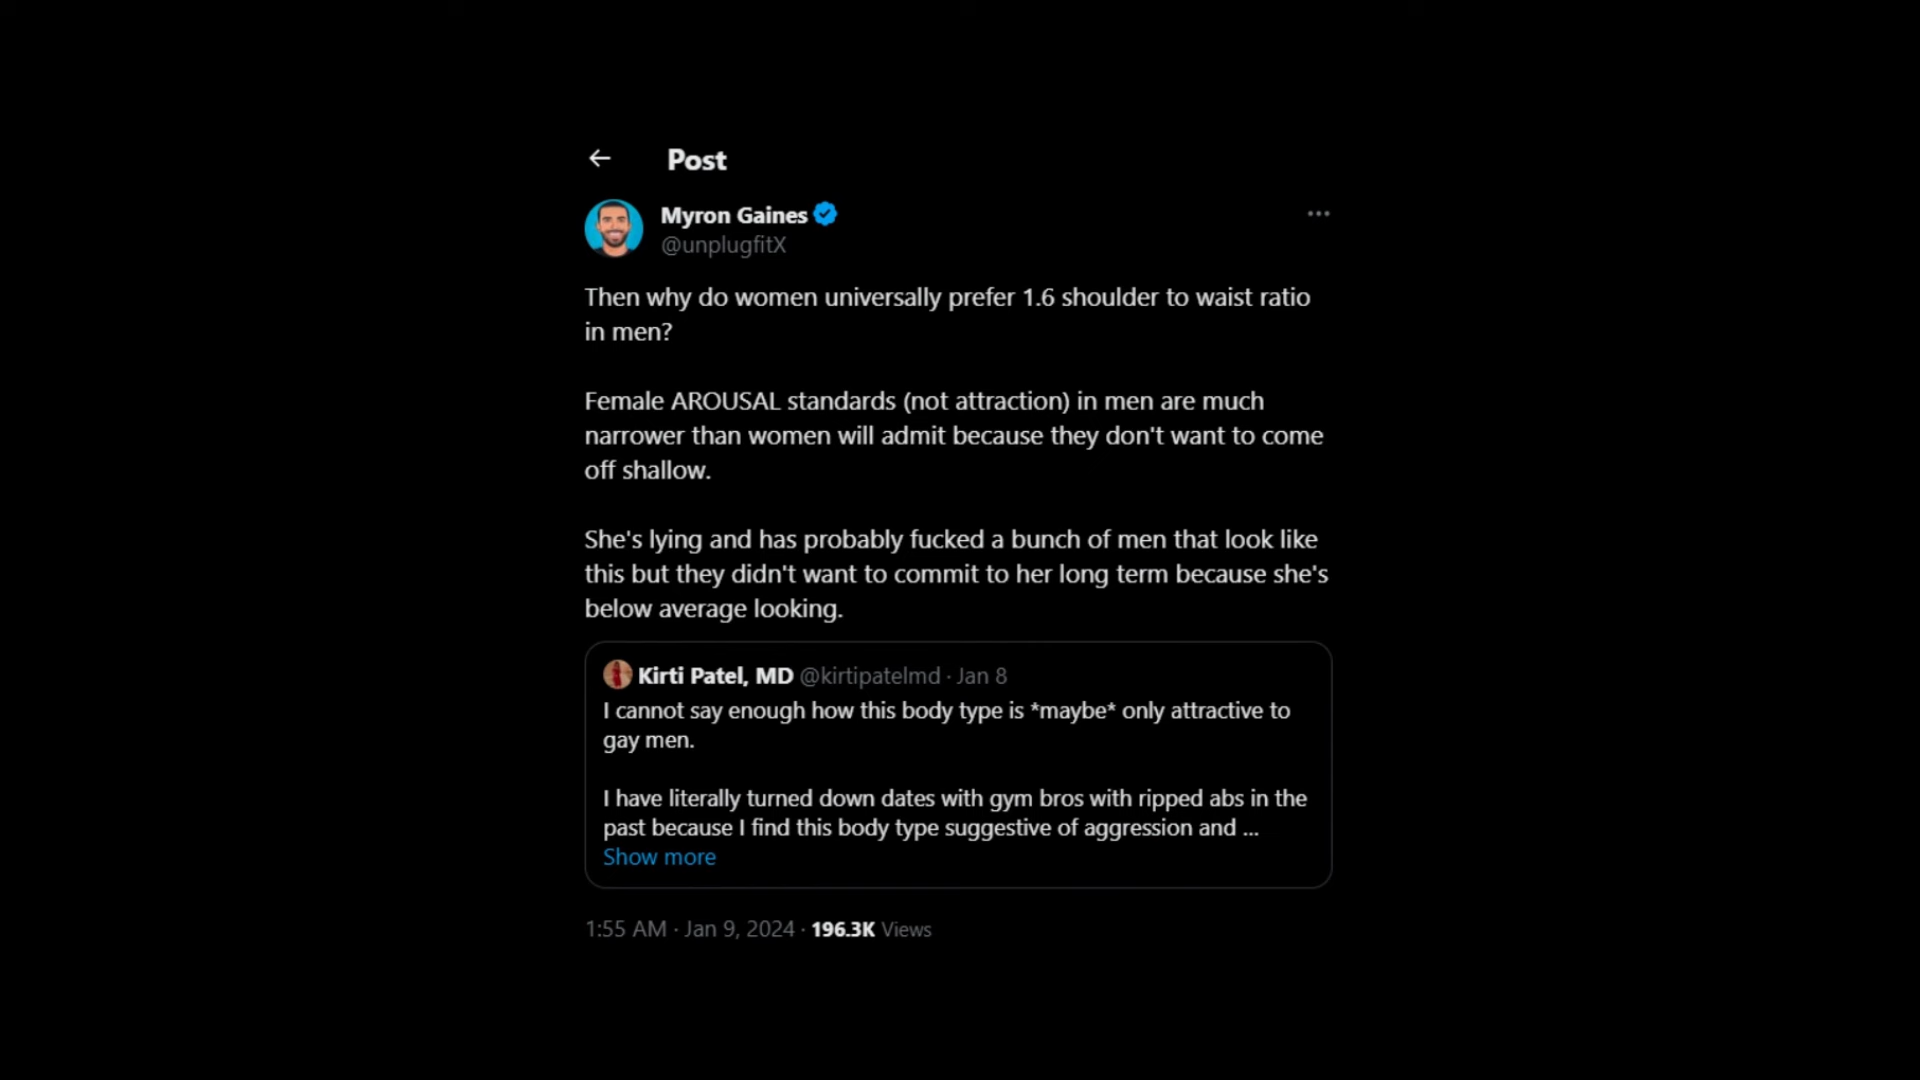 Post
Myron Gaines
@unplugfitX
Then why do women universally prefer 1.6 shoulder to waist ratio
in men?
Female AROUSAL standards (not attraction) in men are much
narrower than women will admit because they don't want to come
off shallow.
She's lying and has probably fucked a bunch of men that look like
this but they didn't want to commit to her long term because she's
below average looking.
Kirti Patel, MD @kirtipatelmd · Jan 8
I cannot say enough how this body type is *maybe* only attractive to
gay men.
I have literally turned down dates with gym bros with ripped abs in the
past because I find this body type suggestive of aggression and ...
Show more
1:55 AM · Jan 9, 2024 · 196.3K Views